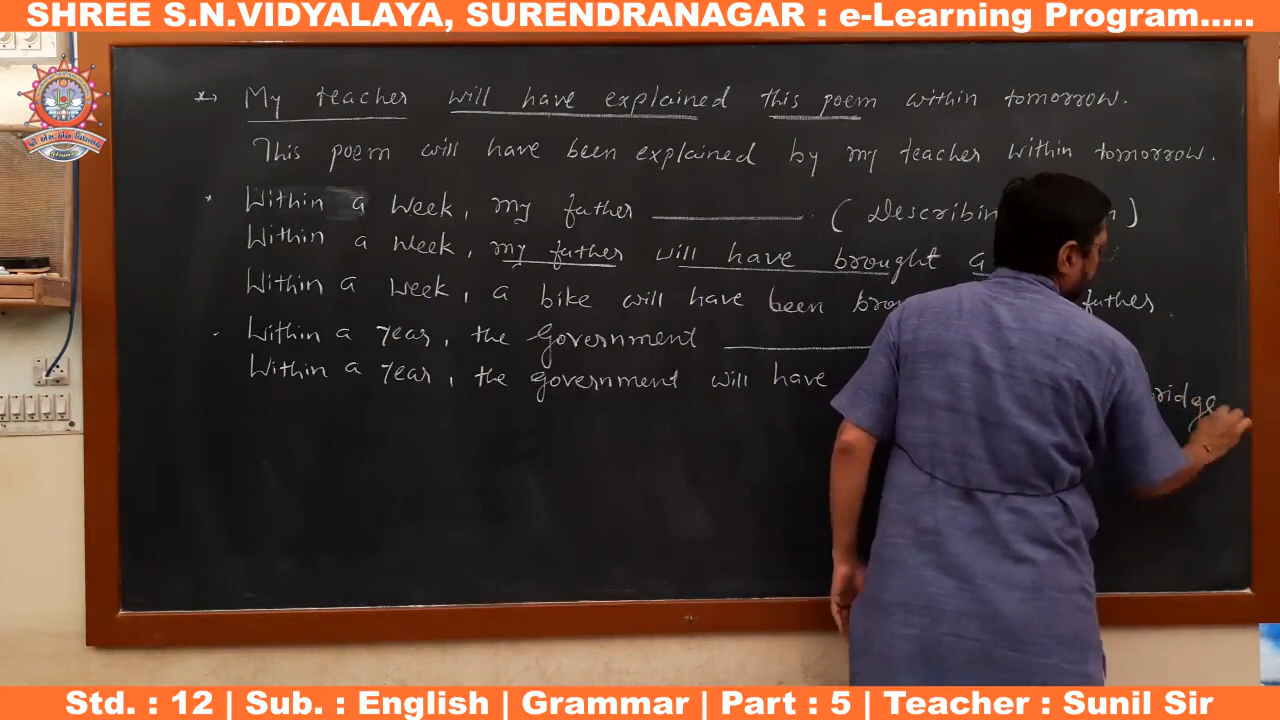 SHREE S.N.VIDYALAYA, SURENDRANAGAR : e-Learning Program.....
My teacher will have explained this poem within tomorrow.
This poem will have been explained by my teacher within tomorrow.
Within a week, my father ________. (Describin )
Within a week, my father will have brought a
Within a week, a bike will have been bro father.
Within a year, the Government ________
Within a year, the government will have bridge
Std. : 12 | Sub. : English | Grammar | Part : 5 | Teacher : Sunil Sir